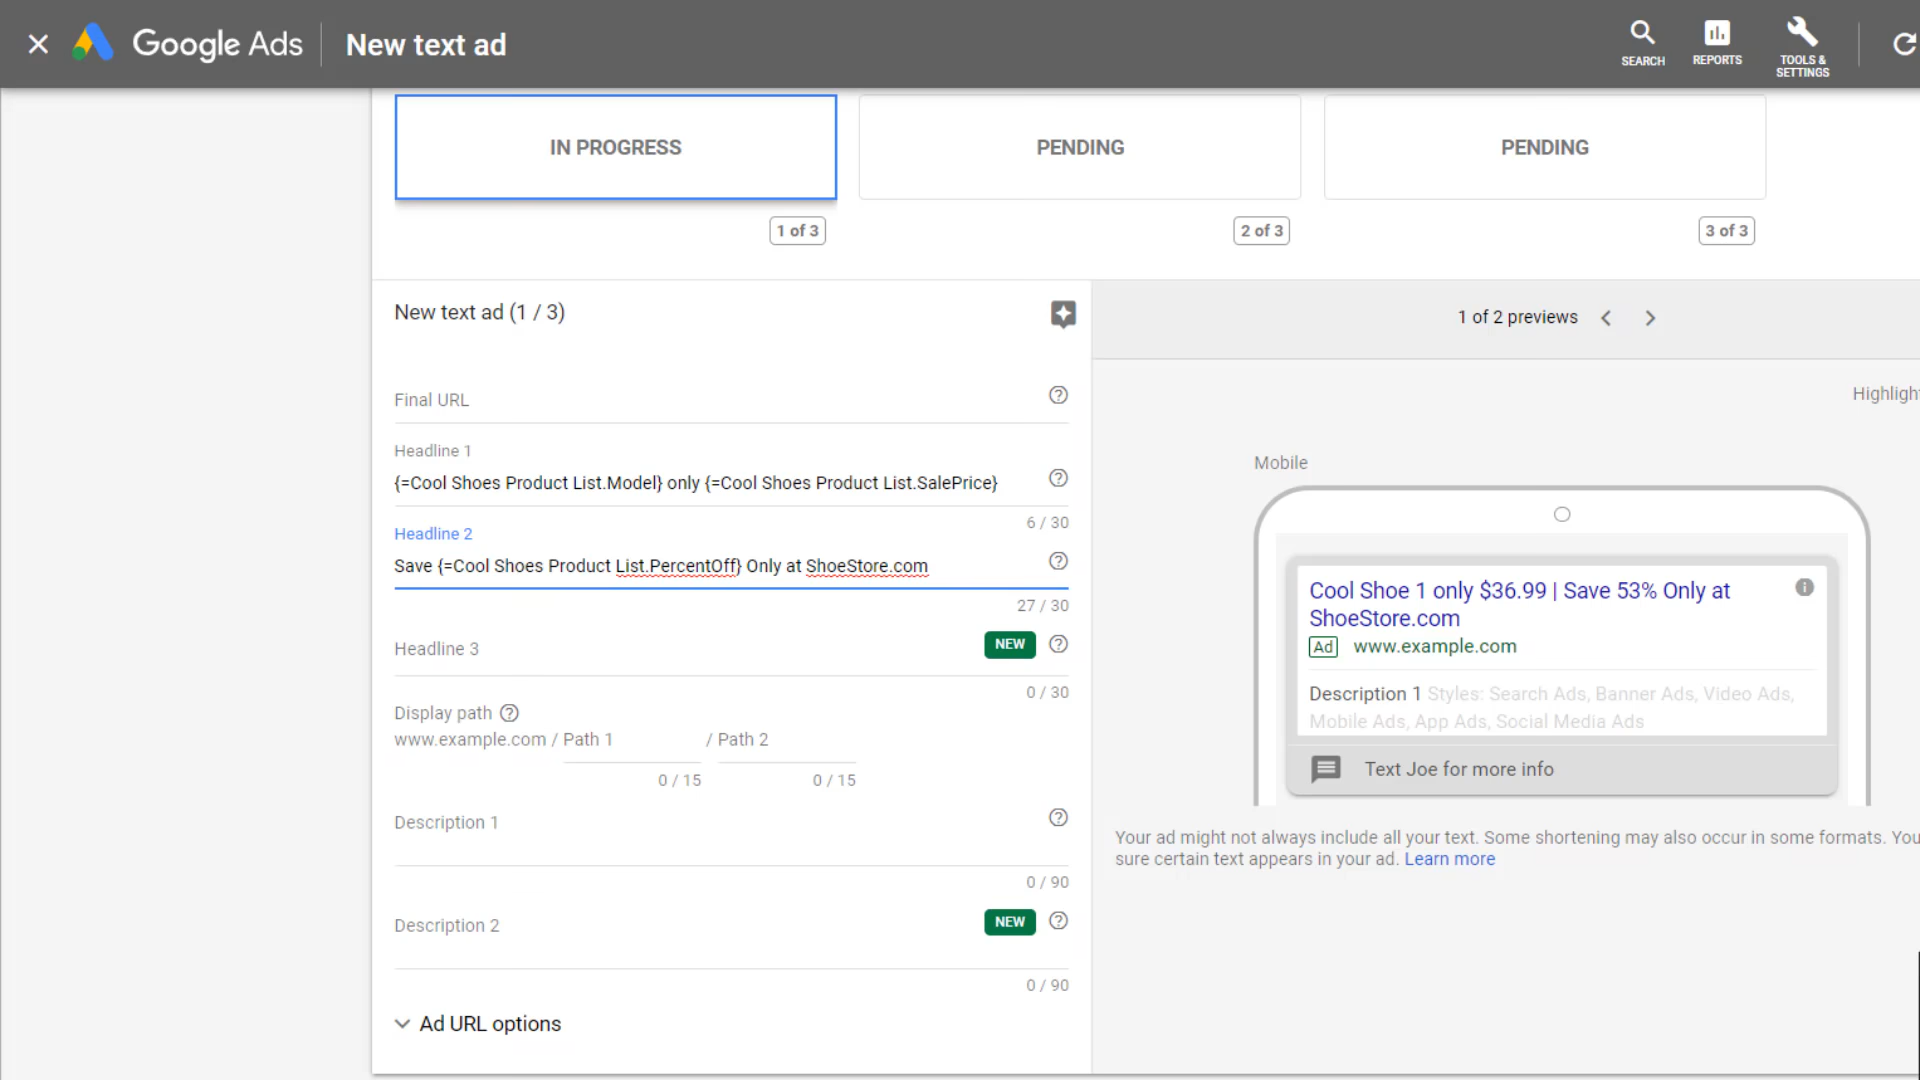 Google Ads
New text ad
SEARCH
REPORTS
TOOLS &
SETTINGS
IN PROGRESS
PENDING
PENDING
1 of 3
2 of 3
3 of 3
New text ad (1 / 3)
1 of 2 previews
Final URL
Highlight
Headline 1
{=Cool Shoes Product List.Model} only {=Cool Shoes Product List.SalePrice}
6 / 30
Headline 2
Save {=Cool Shoes Product List.PercentOff} Only at ShoeStore.com
27 / 30
Headline 3
NEW
0 / 30
Display path
www.example.com / Path 1 / Path 2
0 / 15
0 / 15
Description 1
0 / 90
Description 2
NEW
0 / 90
Ad URL options
Mobile
Cool Shoe 1 only $36.99 | Save 53% Only at
ShoeStore.com
Ad www.example.com
Description 1 Styles: Search Ads, Banner Ads, Video Ads,
Mobile Ads, App Ads, Social Media Ads
Text Joe for more info
Your ad might not always include all your text. Some shortening may also occur in some formats. You
sure certain text appears in your ad. Learn more